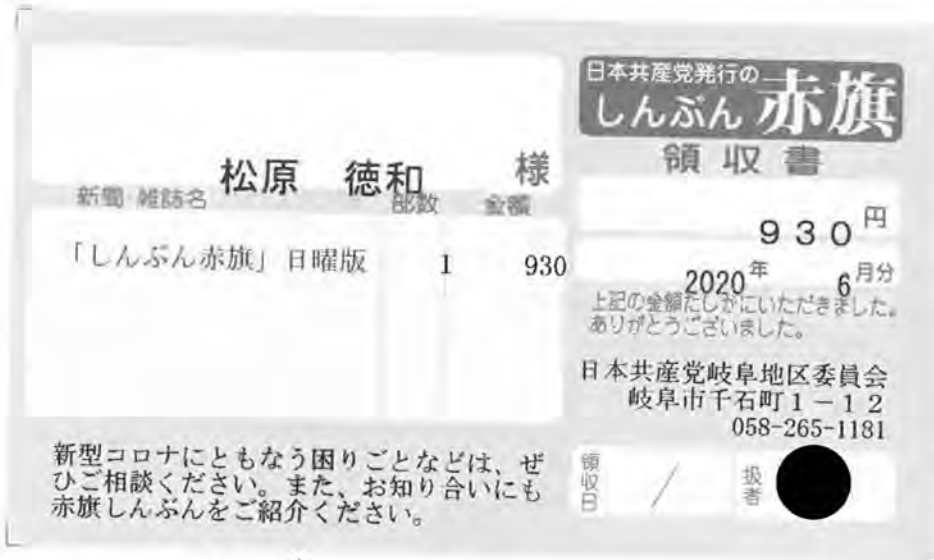 日本共産党発行の
しんぶん赤旗
領収書
松原 徳和 様
新聞 雑誌名 部数 金額
「しんぶん赤旗」日曜版 1 930
930円
2020年 6月分
上記の金額たしかにいただきました。
ありがとうございました。
日本共産党岐阜地区委員会
岐阜市千石町1-12
058-265-1181
新型コロナにともなう困りごとなどは、ぜ
ひご相談ください。また、お知り合いにも
赤旗しんぶんをご紹介ください。
領収日 /
扱者